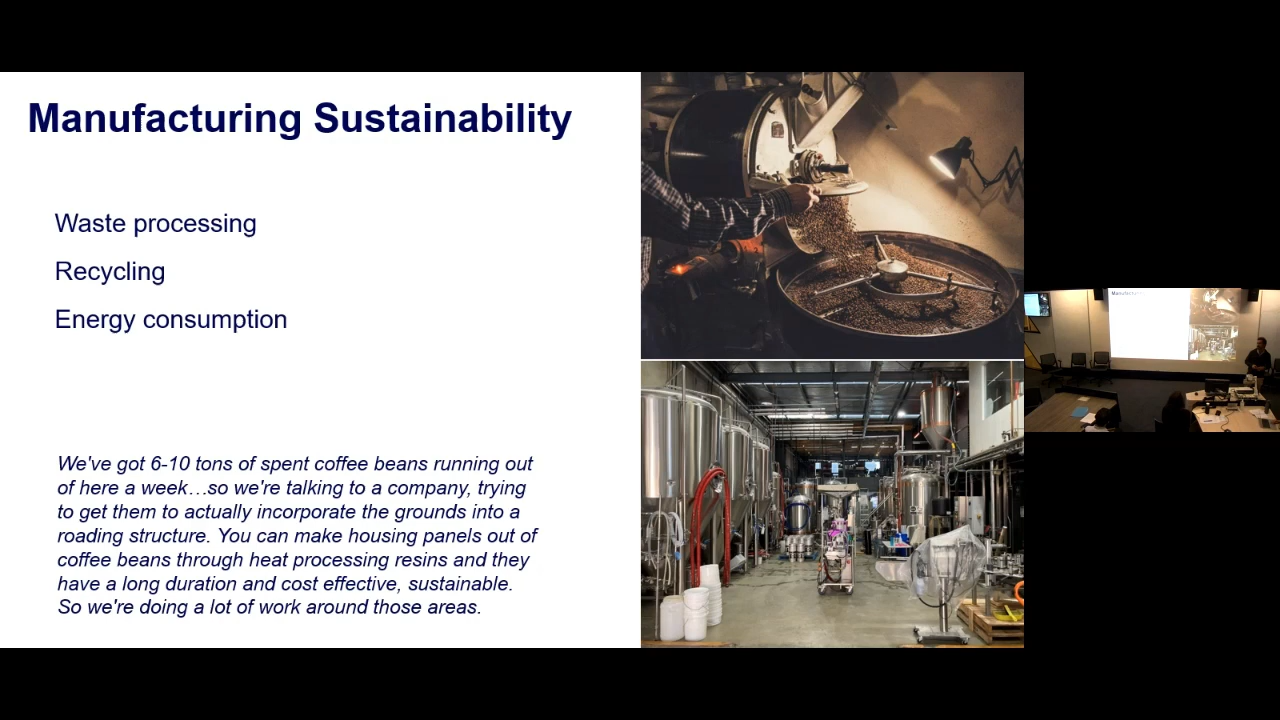 Manufacturing Sustainability
Waste processing
Recycling
Energy consumption
We've got 6-10 tons of spent coffee beans running out
of here a week…so we're talking to a company, trying
to get them to actually incorporate the grounds into a
roading structure. You can make housing panels out of
coffee beans through heat processing resins and they
have a long duration and cost effective, sustainable.
So we're doing a lot of work around those areas.